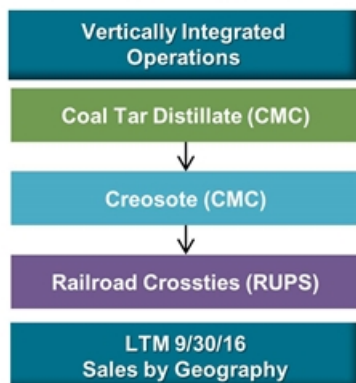 Vertically Integrated
Operations
Coal Tar Distillate (CMC)
Creosote (CMC)
Railroad Crossties (RUPS)
LTM 9/30/16
Sales by Geography